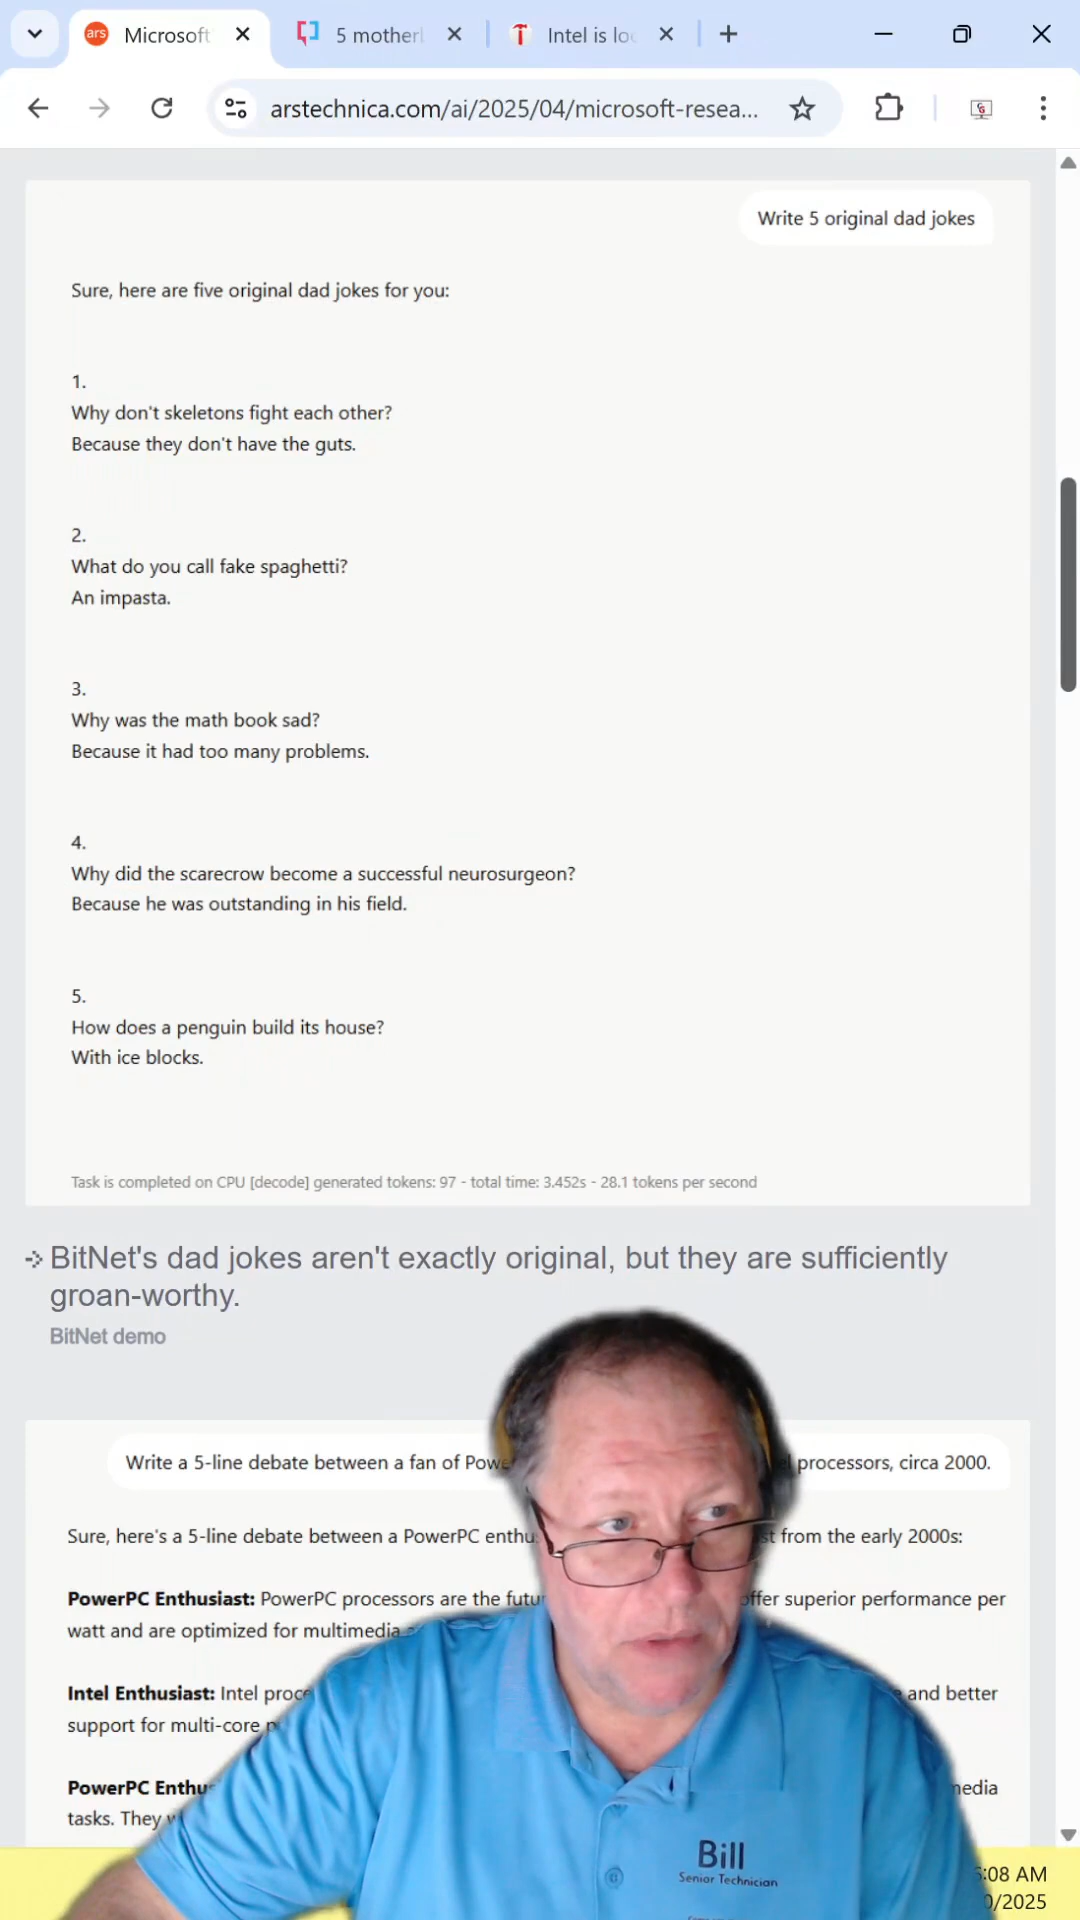 Microsoft
5 mother
Intel is lo
arstechnica.com/ai/2025/04/microsoft-resea...
Write 5 original dad jokes
Sure, here are five original dad jokes for you:
1.
Why don't skeletons fight each other?
Because they don't have the guts.
2.
What do you call fake spaghetti?
An impasta.
3.
Why was the math book sad?
Because it had too many problems.
4.
Why did the scarecrow become a successful neurosurgeon?
Because he was outstanding in his field.
5.
How does a penguin build its house?
With ice blocks.
Task is completed on CPU [decode] generated tokens: 97 - total time: 3.452s - 28.1 tokens per second
BitNet's dad jokes aren't exactly original, but they are sufficiently
groan-worthy.
BitNet demo
Write a 5-line debate between a fan of processors, circa 2000.
Sure, here's a 5-line debate between a PowerPC from the early 2000s:
PowerPC Enthusiast: PowerPC processors are the superior performance per
watt and are optimized for multimedia
Intel Enthusiast: Intel and better
support for multi-core
PowerPC
tasks. They
Bill
Senior Technician
:08 AM
0/2025